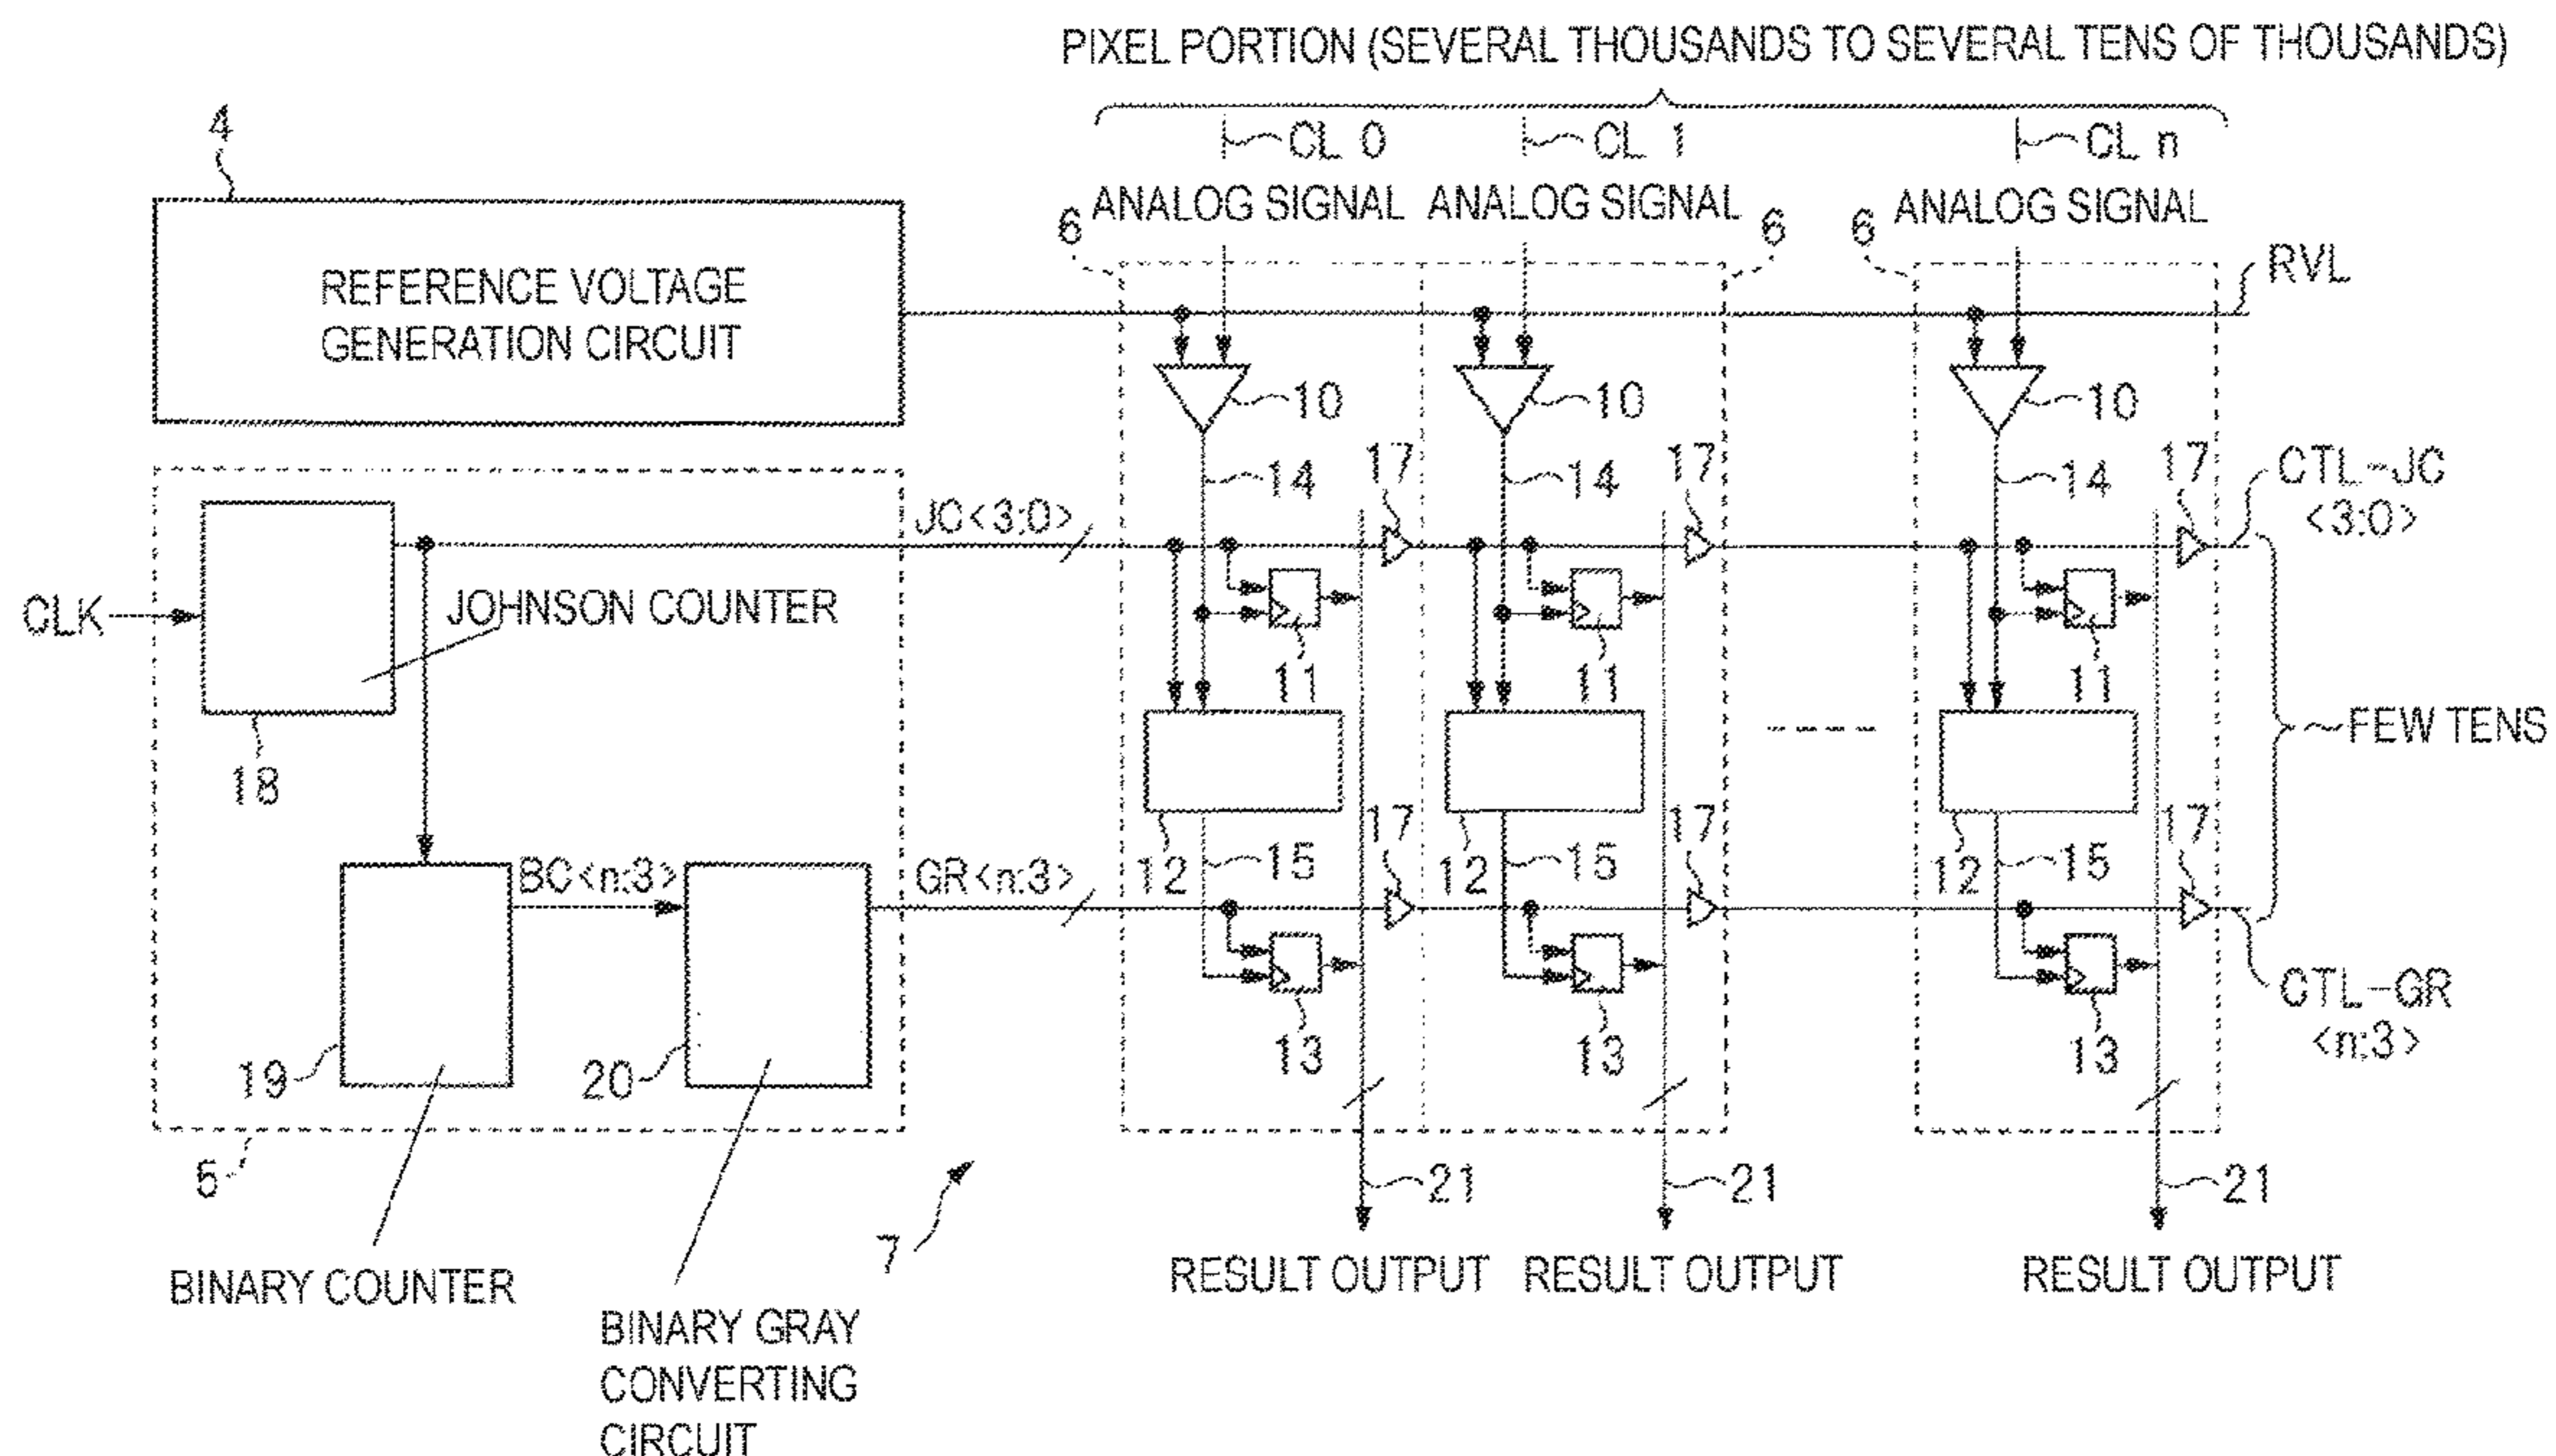 PIXEL PORTION (SEVERAL THOUSANDS TO SEVERAL TENS OF THOUSANDS)
4
CL 0
CL 1
CL n
6
ANALOG SIGNAL
ANALOG SIGNAL
6
6
ANALOG SIGNAL
RVL
REFERENCE VOLTAGE
GENERATION CIRCUIT
10
10
10
14
17
14
17
14
17
CTL-JC
<3:0>
JC<3:0>
CLK
JOHNSON COUNTER
11
11
11
18
FEW TENS
17
17
17
12
15
12
15
12
15
BC<n:3>
GR<n:3>
CTL-GR
<n:3>
19
20
13
13
13
5
7
21
21
21
RESULT OUTPUT
RESULT OUTPUT
RESULT OUTPUT
BINARY COUNTER
BINARY GRAY
CONVERTING
CIRCUIT